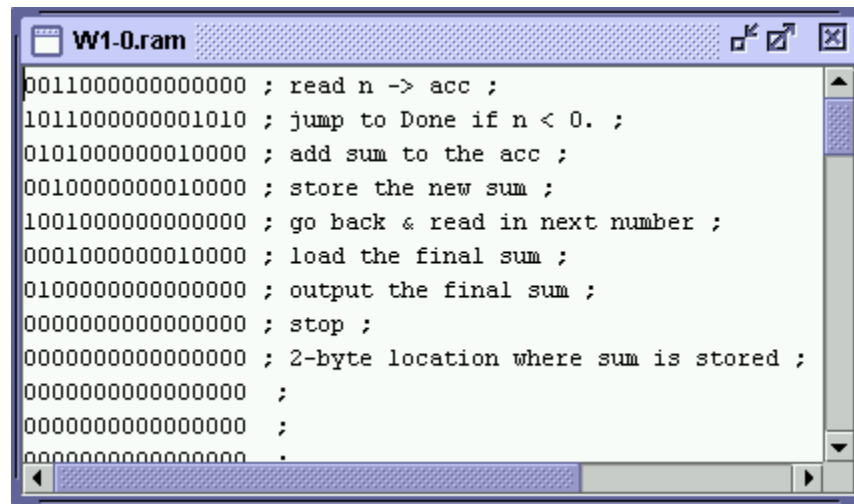 W1-0.ram
0011000000000000 ; read n -> acc ;
1011000000001010 ; jump to Done if n < 0. ;
0101000000010000 ; add sum to the acc ;
0010000000010000 ; store the new sum ;
1001000000000000 ; go back & read in next number ;
0001000000010000 ; load the final sum ;
0100000000000000 ; output the final sum ;
0000000000000000 ; stop ;
0000000000000000 ; 2-byte location where sum is stored ;
0000000000000000 ;
0000000000000000 ;
0000000000000000 ;